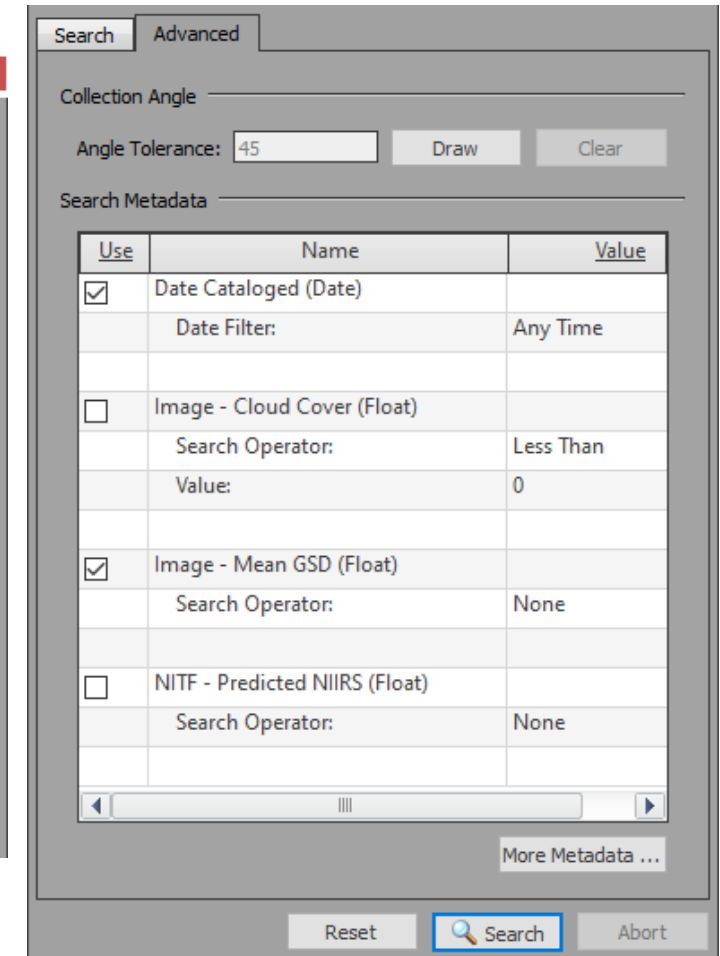 Search Advanced
Collection Angle
Angle Tolerance: 45 Draw Clear
Search Metadata
Use Name Value
Date Cataloged (Date)
Date Filter: Any Time
Image - Cloud Cover (Float)
Search Operator: Less Than
Value: 0
Image - Mean GSD (Float)
Search Operator: None
NITF - Predicted NIIRS (Float)
Search Operator: None
More Metadata ...
Reset Search Abort